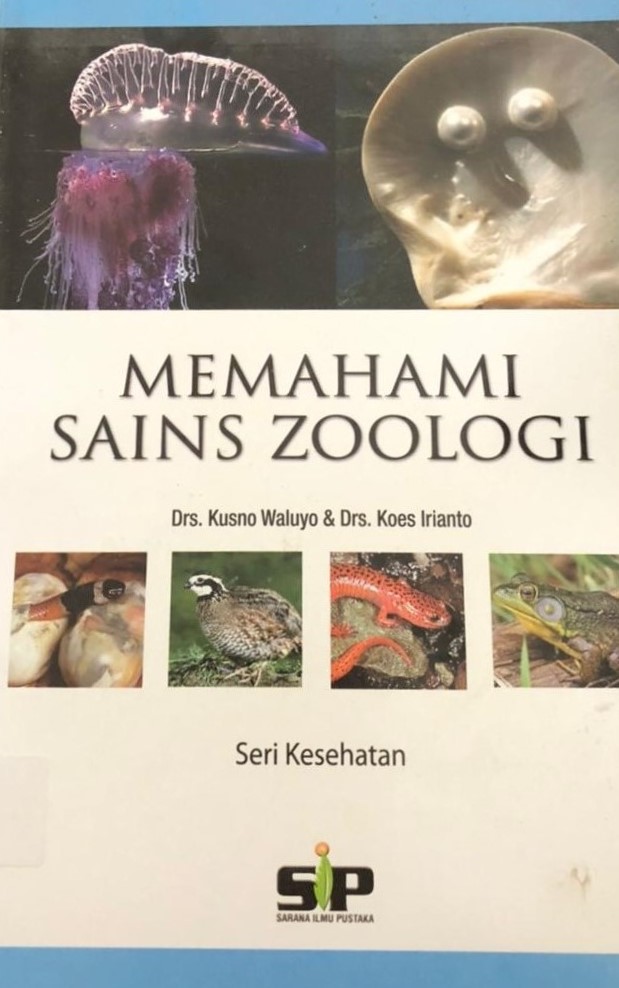 MEMAHAMI
SAINS ZOOLOGI
Drs. Kusno Waluyo & Drs. Koes Irianto
Seri Kesehatan
SIP
SARANA ILMU PUSTAKA